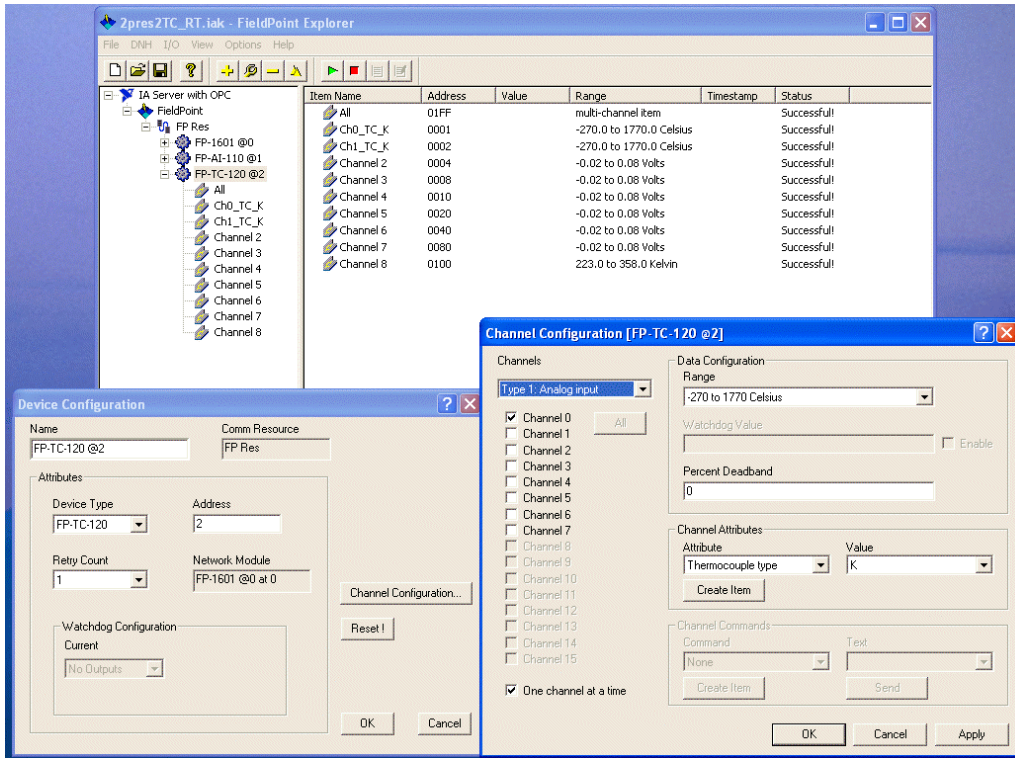 2pres2TC_RT.iak - FieldPoint Explorer
File DNH I/O View Options Help
IA Server with OPC
FieldPoint
FP Res
FP-1601 @0
FP-AI-110 @1
FP-TC-120 @2
All
Ch0_TC_K
Ch1_TC_K
Channel 2
Channel 3
Channel 4
Channel 5
Channel 6
Channel 7
Channel 8
Item Name Address Value Range Timestamp Status
All 01FF multi-channel item Successful!
Ch0_TC_K 0001 -270.0 to 1770.0 Celsius Successful!
Ch1_TC_K 0002 -270.0 to 1770.0 Celsius Successful!
Channel 2 0004 -0.02 to 0.08 Volts Successful!
Channel 3 0008 -0.02 to 0.08 Volts Successful!
Channel 4 0010 -0.02 to 0.08 Volts Successful!
Channel 5 0020 -0.02 to 0.08 Volts Successful!
Channel 6 0040 -0.02 to 0.08 Volts Successful!
Channel 7 0080 -0.02 to 0.08 Volts Successful!
Channel 8 0100 223.0 to 358.0 Kelvin Successful!
Device Configuration
Name Comm Resource
FP-TC-120 @2 FP Res
Attributes
Device Type Address
FP-TC-120 2
Retry Count Network Module
1 FP-1601 @0 at 0
Channel Configuration...
Reset !
Watchdog Configuration
Current
No Outputs
OK Cancel
Channel Configuration [FP-TC-120 @2]
Channels
Type 1: Analog input
All
Channel 0
Channel 1
Channel 2
Channel 3
Channel 4
Channel 5
Channel 6
Channel 7
Channel 8
Channel 9
Channel 10
Channel 11
Channel 12
Channel 13
Channel 14
Channel 15
One channel at a time
Data Configuration
Range
-270 to 1770 Celsius
Watchdog Value
Enable
Percent Deadband
0
Channel Attributes
Attribute Value
Thermocouple type K
Create Item
Channel Commands
Command Text
None
Create Item Send
OK Cancel Apply